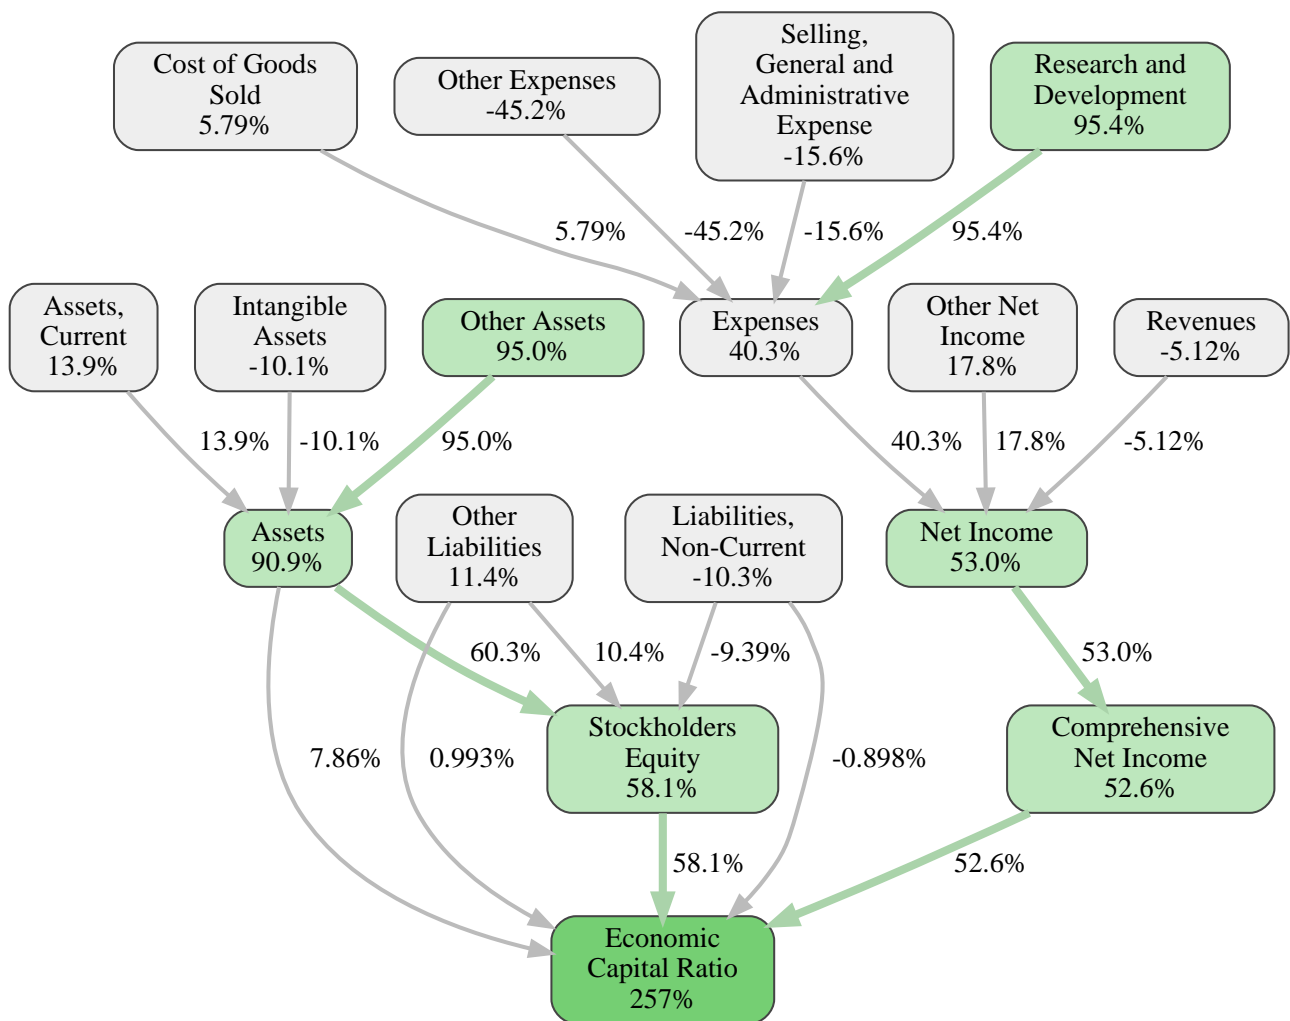 Cost of Goods
Sold
5.79%
Other Expenses
-45.2%
Selling,
General and
Administrative
Expense
-15.6%
Research and
Development
95.4%
5.79%
-45.2%
-15.6%
95.4%
Assets,
Current
13.9%
Intangible
Assets
-10.1%
Other Assets
95.0%
Expenses
40.3%
Other Net
Income
17.8%
Revenues
-5.12%
13.9%
-10.1%
95.0%
40.3%
17.8%
-5.12%
Assets
90.9%
Other
Liabilities
11.4%
Liabilities,
Non-Current
-10.3%
Net Income
53.0%
60.3%
10.4%
-9.39%
53.0%
Stockholders
Equity
58.1%
Comprehensive
Net Income
52.6%
7.86%
0.993%
-0.898%
58.1%
52.6%
Economic
Capital Ratio
257%